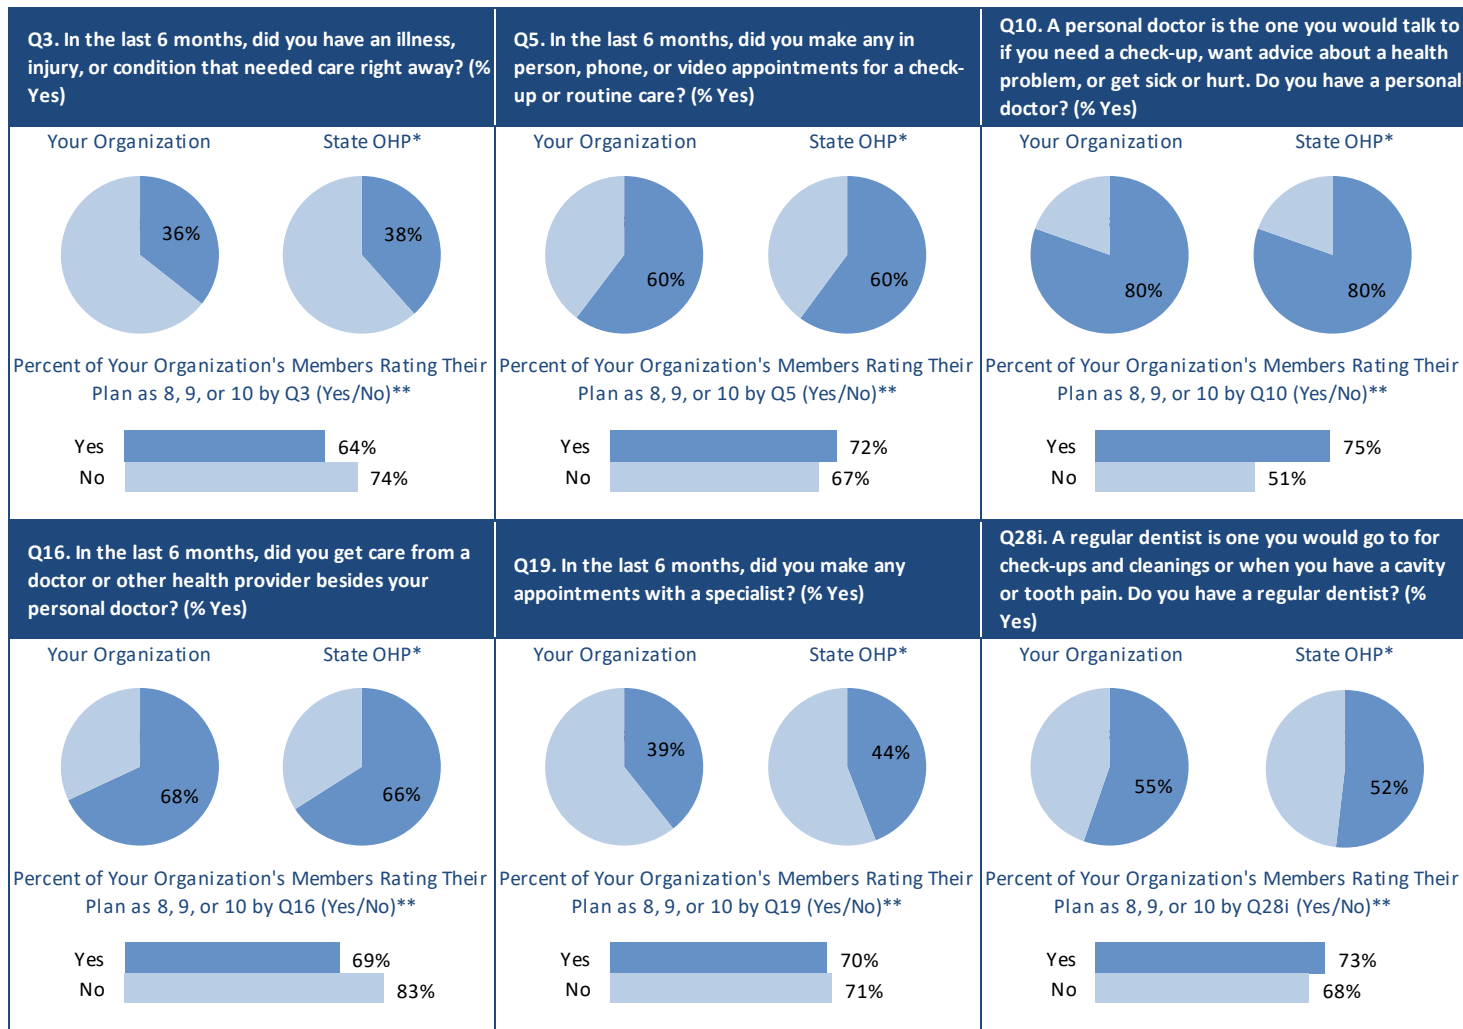 Q3. In the last 6 months, did you have an illness,
injury, or condition that needed care right away? (%
Yes)
Your Organization
State OHP*
36%
38%
Percent of Your Organization's Members Rating Their
Plan as 8, 9, or 10 by Q3 (Yes/No)**
Yes
64%
No
74%
Q5. In the last 6 months, did you make any in
person, phone, or video appointments for a check-
up or routine care? (% Yes)
Your Organization
State OHP*
60%
60%
Percent of Your Organization's Members Rating Their
Plan as 8, 9, or 10 by Q5 (Yes/No)**
Yes
72%
No
67%
Q10. A personal doctor is the one you would talk to
if you need a check-up, want advice about a health
problem, or get sick or hurt. Do you have a personal
doctor? (% Yes)
Your Organization
State OHP*
80%
80%
Percent of Your Organization's Members Rating Their
Plan as 8, 9, or 10 by Q10 (Yes/No)**
Yes
75%
No
51%
Q16. In the last 6 months, did you get care from a
doctor or other health provider besides your
personal doctor? (% Yes)
Your Organization
State OHP*
68%
66%
Percent of Your Organization's Members Rating Their
Plan as 8, 9, or 10 by Q16 (Yes/No)**
Yes
69%
No
83%
Q19. In the last 6 months, did you make any
appointments with a specialist? (% Yes)
Your Organization
State OHP*
39%
44%
Percent of Your Organization's Members Rating Their
Plan as 8, 9, or 10 by Q19 (Yes/No)**
Yes
70%
No
71%
Q28i. A regular dentist is one you would go to for
check-ups and cleanings or when you have a cavity
or tooth pain. Do you have a regular dentist? (%
Yes)
Your Organization
State OHP*
55%
52%
Percent of Your Organization's Members Rating Their
Plan as 8, 9, or 10 by Q28i (Yes/No)**
Yes
73%
No
68%